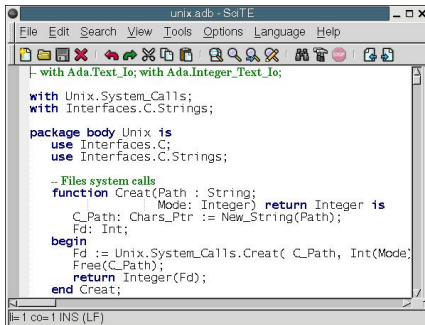 unix.adb - SciTE
File Edit Search View Tools Options Language Help
-- with Ada.Text_Io; with Ada.Integer_Text_Io;
with Unix.System_Calls;
with Interfaces.C.Strings;
package body Unix is
use Interfaces.C;
use Interfaces.C.Strings;
-- Files system calls
function Creat(Path : String;
Mode: Integer) return Integer is
C_Path: Chars_Ptr := New_String(Path);
Fd: Int;
begin
Fd := Unix.System_Calls.Creat( C_Path, Int(Mode)
Free(C_Path);
return Integer(Fd);
end Creat;
li=1 co=1 INS (LF)